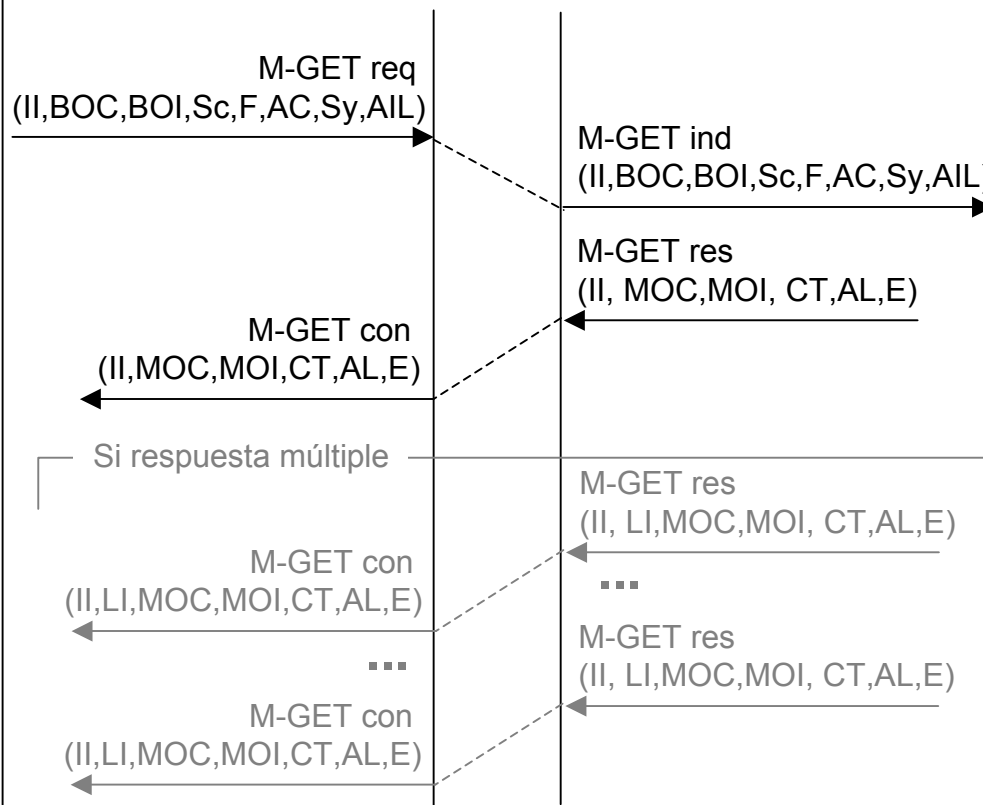 M-GET req
(II,BOC,BOI,Sc,F,AC,Sy,AIL)
M-GET ind
(II,BOC,BOI,Sc,F,AC,Sy,AIL)
M-GET res
(II, MOC,MOI, CT,AL,E)
M-GET con
(II,MOC,MOI,CT,AL,E)
Si respuesta múltiple
M-GET res
(II, LI,MOC,MOI, CT,AL,E)
M-GET con
(II,LI,MOC,MOI,CT,AL,E)
...
...
M-GET res
(II, LI,MOC,MOI, CT,AL,E)
M-GET con
(II,LI,MOC,MOI,CT,AL,E)